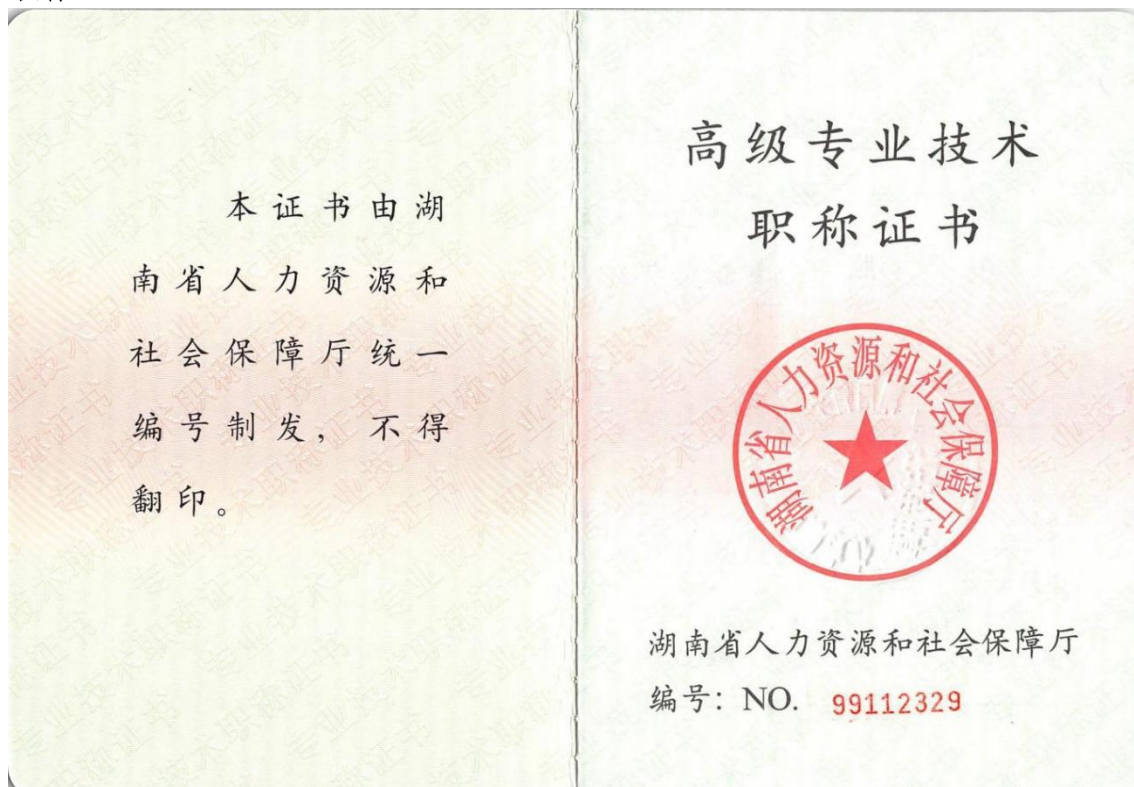 本证书由湖
南省人力资源和
社会保障厅统一
编号制发，不得
翻印。
高级专业技术
职称证书
湖南省人力资源和社会保障厅
湖南省人力资源和社会保障厅
编号：NO. 99112329